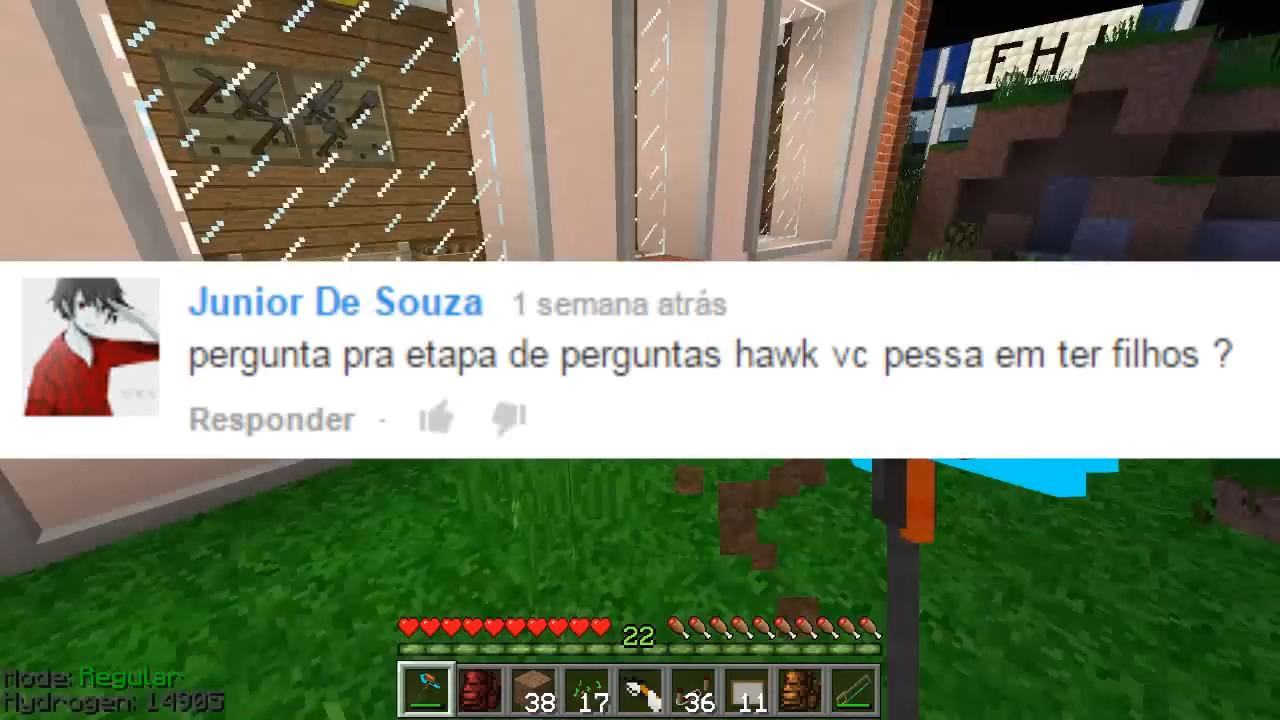 FH
Junior De Souza 1 semana atrás
pergunta pra etapa de perguntas hawk vc pessa em ter filhos ?
Responder ·
22
38 17 36 11
Mode: Regular
Hydrogen: 14905